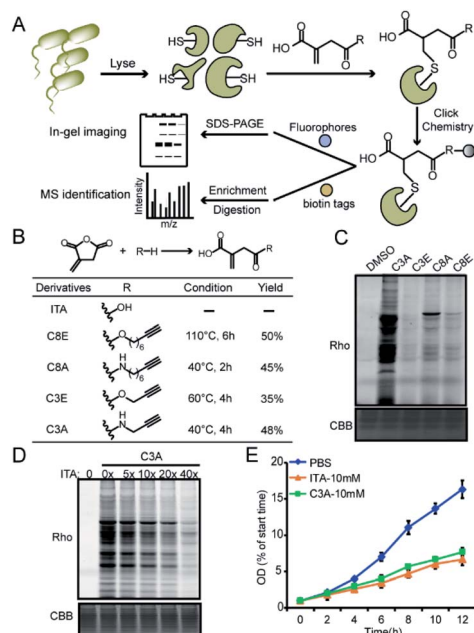 A
HS
SH
HS
SH
Lyse
HO
O
O
R
HO
O
O
R
S
Click
Chemistry
In-gel imaging
SDS-PAGE
Fluorophores
HO
O
O
R
S
MS identification
Intensity
m/z
Enrichment
Digestion
biotin tags
B
O
O
O
+ R–H
HO
O
O
R
Derivatives R Condition Yield
ITA OH – –
C8E O 6 110°C, 6h 50%
C8A H N 6 40°C, 2h 45%
C3E O 60°C, 4h 35%
C3A H N 40°C, 4h 48%
C
DMSO C3A C3E C8A C8E
Rho
CBB
D
C3A
ITA: 0 0x 5x 10x 20x 40x
Rho
CBB
E
PBS
ITA-10mM
C3A-10mM
OD (% of start time)
20
15
10
5
0
0 2 4 6 8 10 12
Time(h)